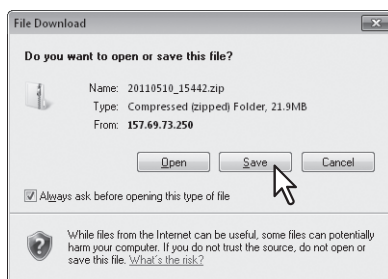 File Download
Do you want to open or save this file?
Name: 20110510_15442.zip
Type: Compressed (zipped) Folder, 21.9MB
From: 157.69.73.250
Open Save Cancel
Always ask before opening this type of file
While files from the Internet can be useful, some files can potentially
harm your computer. If you do not trust the source, do not open or
save this file. What's the risk?